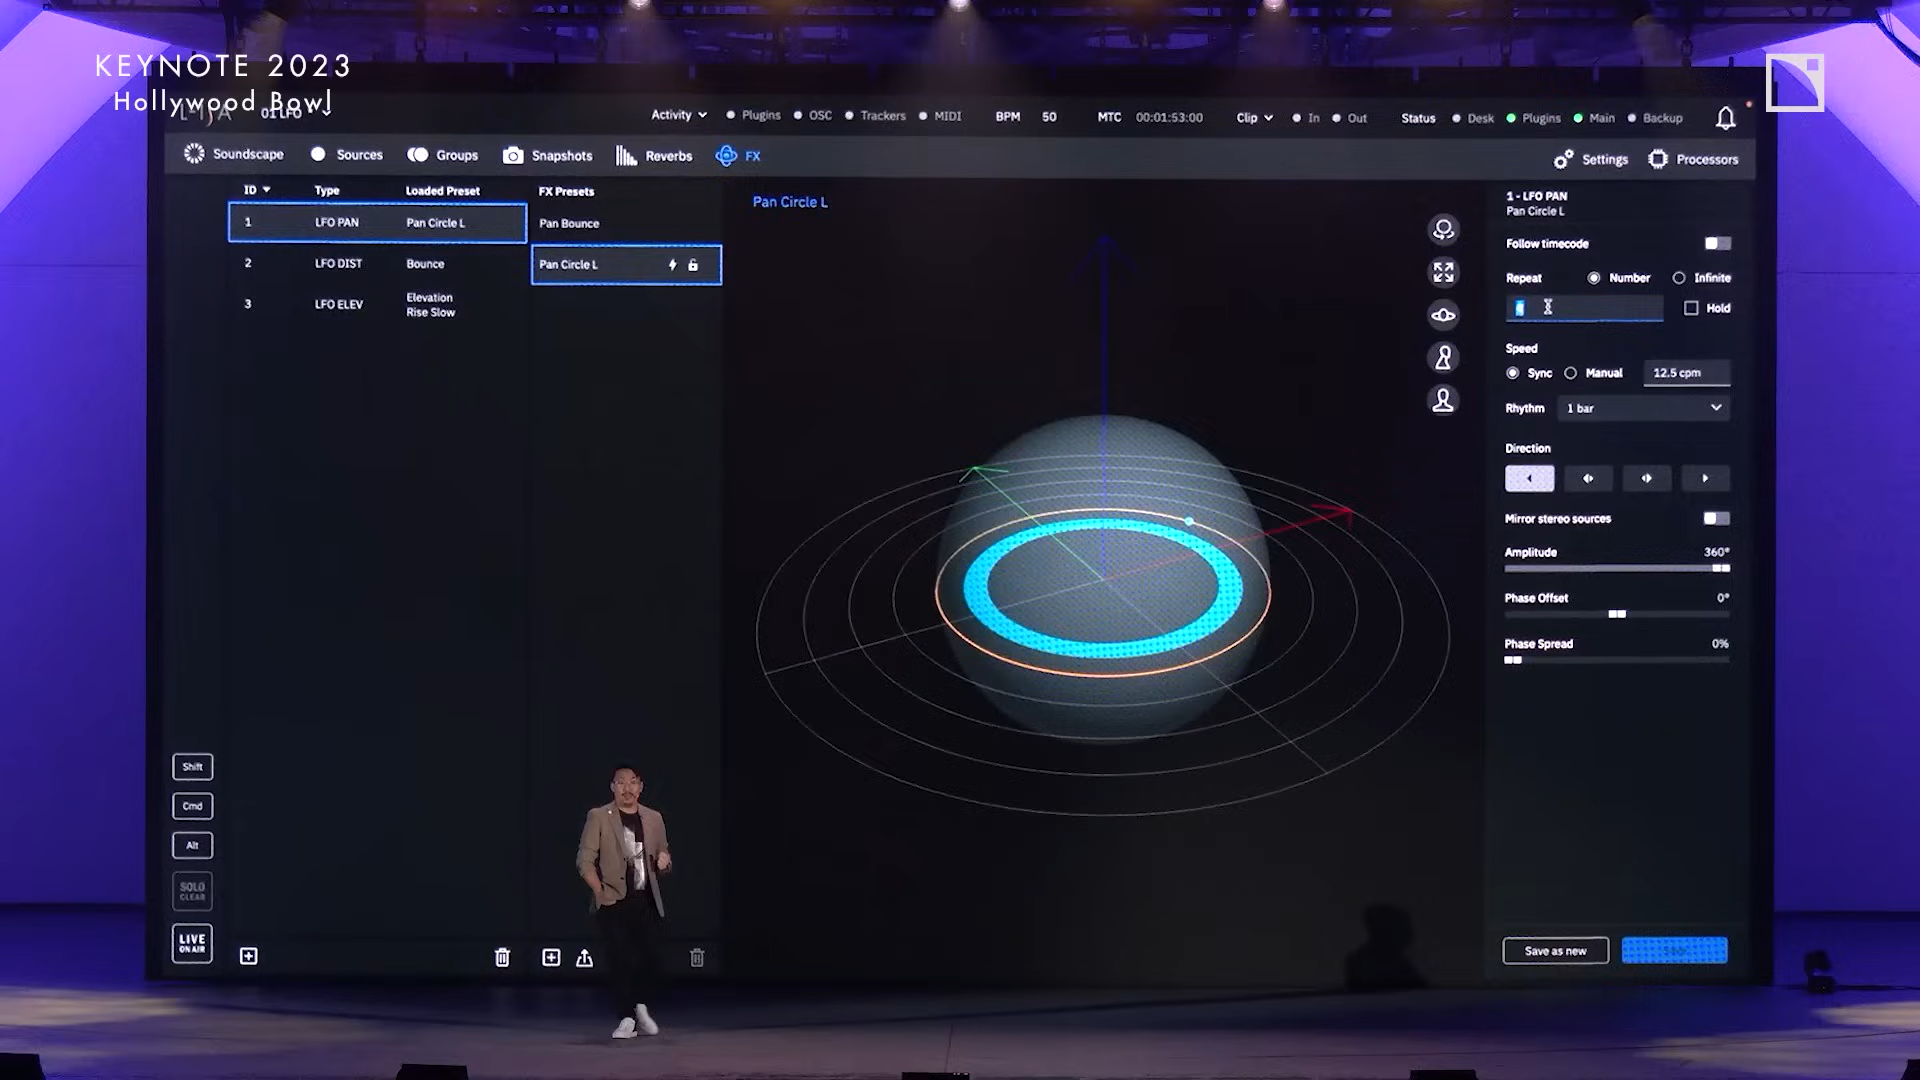 KEYNOTE 2023
Hollywood Bowl
L-ISA 01 LFO
Activity Plugins OSC Trackers MIDI BPM 50 MTC 00:01:53:00 Clip In Out Status Desk Plugins Main Backup
Soundscape Sources Groups Snapshots Reverbs FX Settings Processors
ID Type Loaded Preset FX Presets
1 LFO PAN Pan Circle L Pan Bounce
2 LFO DIST Bounce Pan Circle L
3 LFO ELEV Elevation
Rise Slow
Pan Circle L
1 - LFO PAN
Pan Circle L
Follow timecode
Repeat Number Infinite
Hold
Speed
Sync Manual 12.5 cpm
Rhythm 1 bar
Direction
Mirror stereo sources
Amplitude 360°
Phase Offset 0°
Phase Spread 0%
Shift
Cmd
Alt
SOLO
CLEAR
LIVE
ON AIR
Save as new